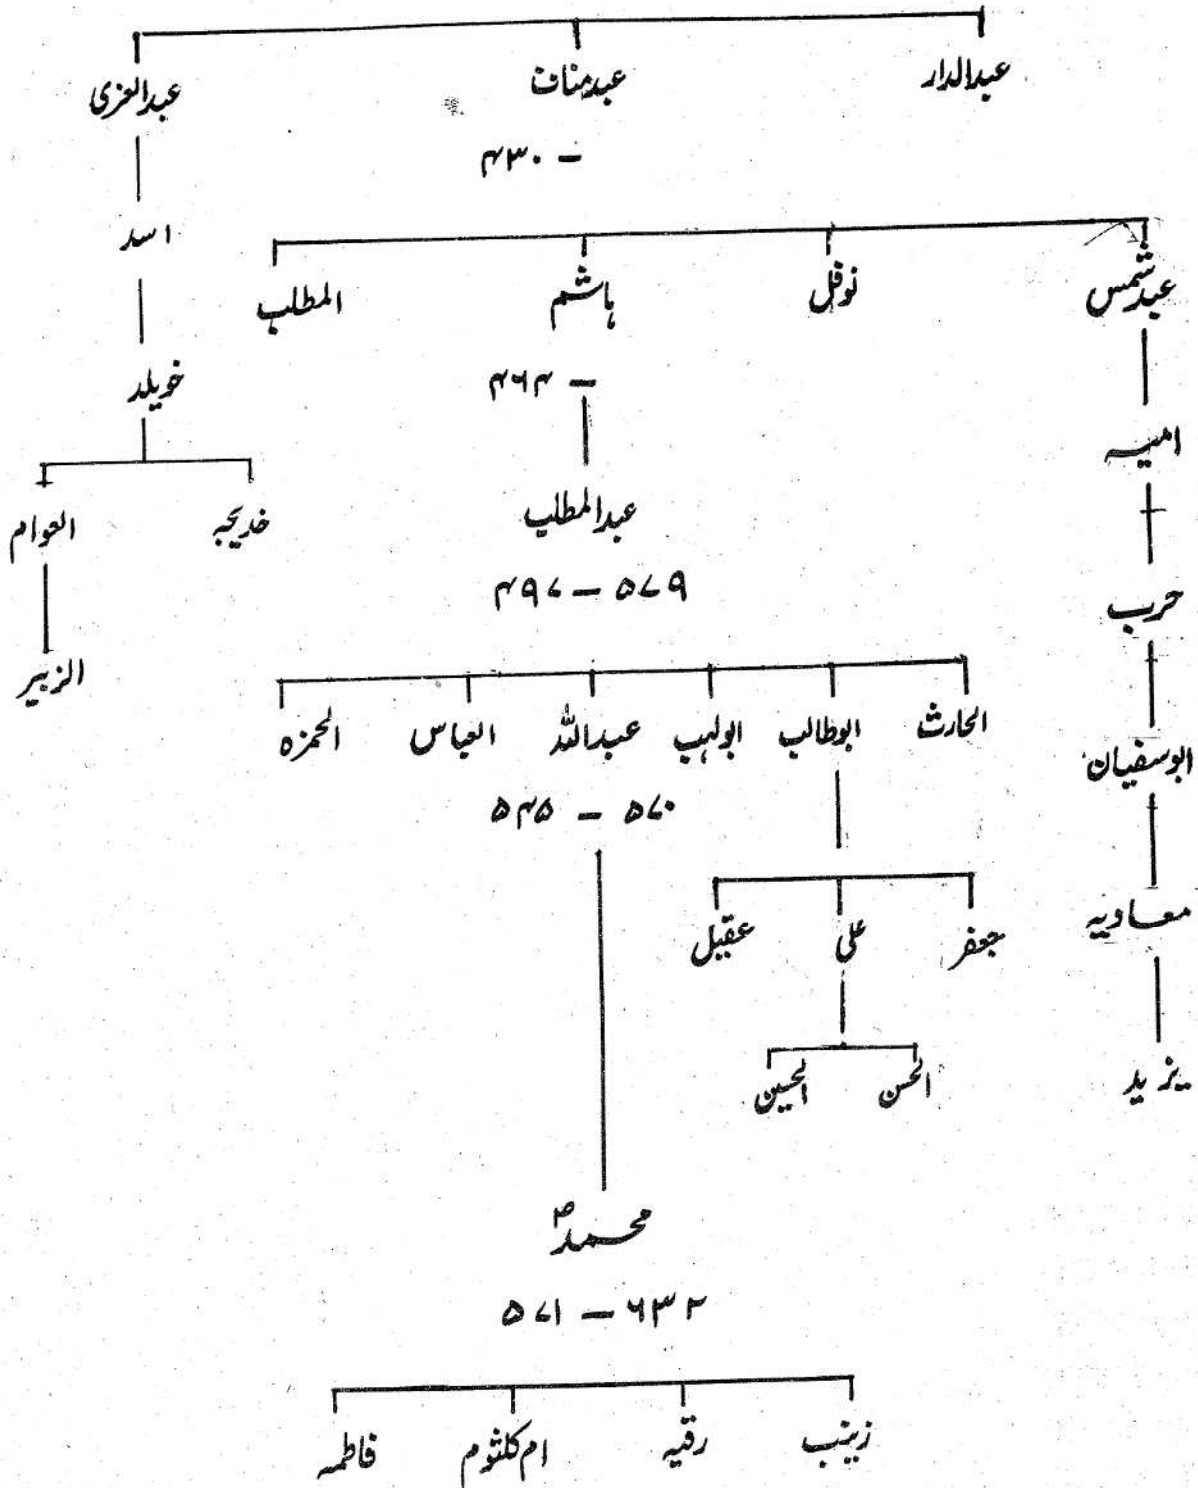 عبدالدار عبدمناف عبدالعزی
۴۳۰ –
اسد
عبدشمس نوفل ہاشم المطلب
۴۶۴ –
خویلد
امیہ
خدیجہ العوام
عبدالمطلب
۴۹۷ – ۵۷۹
حرب
الزبیر
الحارث ابوطالب ابولہب عبداللہ العباس الحمزہ
ابوسفیان
۵۴۵ – ۵۷۰
معاویہ
جعفر علی عقیل
یزید
الحسن الحسین
محمدؐ
۵۷۱ – ۶۳۲
زینب رقیہ ام کلثوم فاطمہ